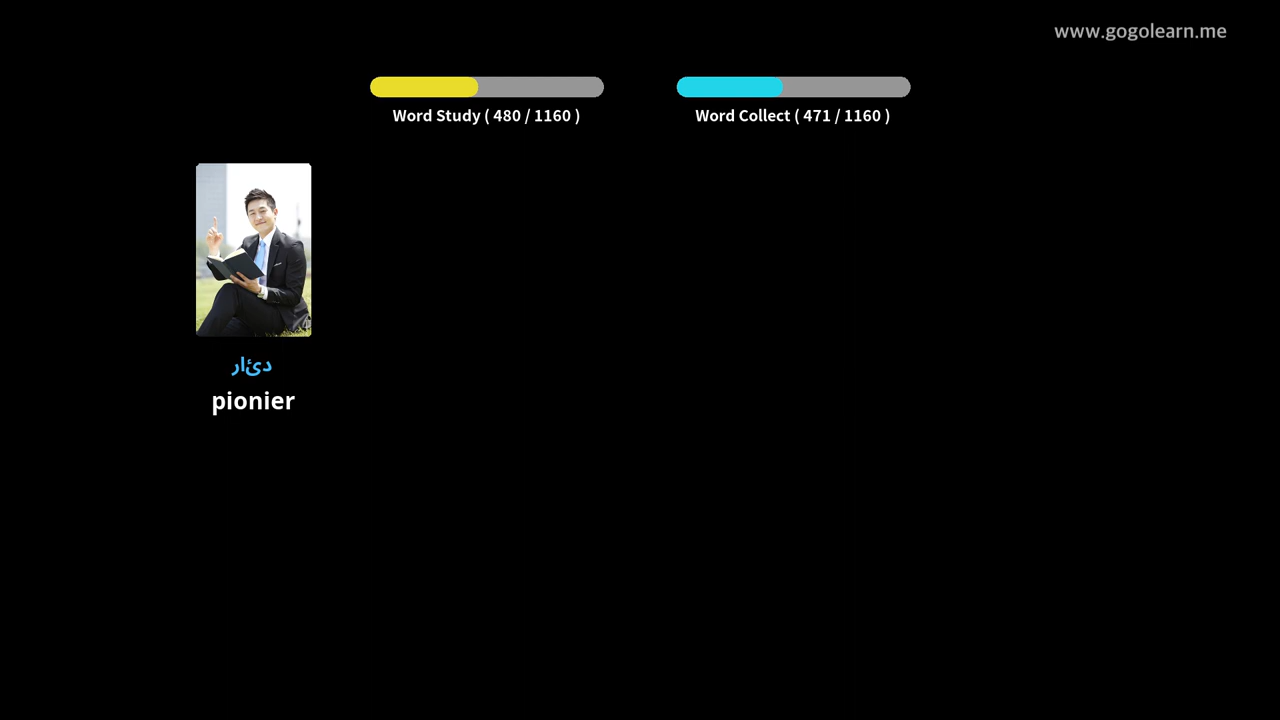 www.gogolearn.me
Word Study ( 480 / 1160 )
Word Collect ( 471 / 1160 )
دئار
pionier